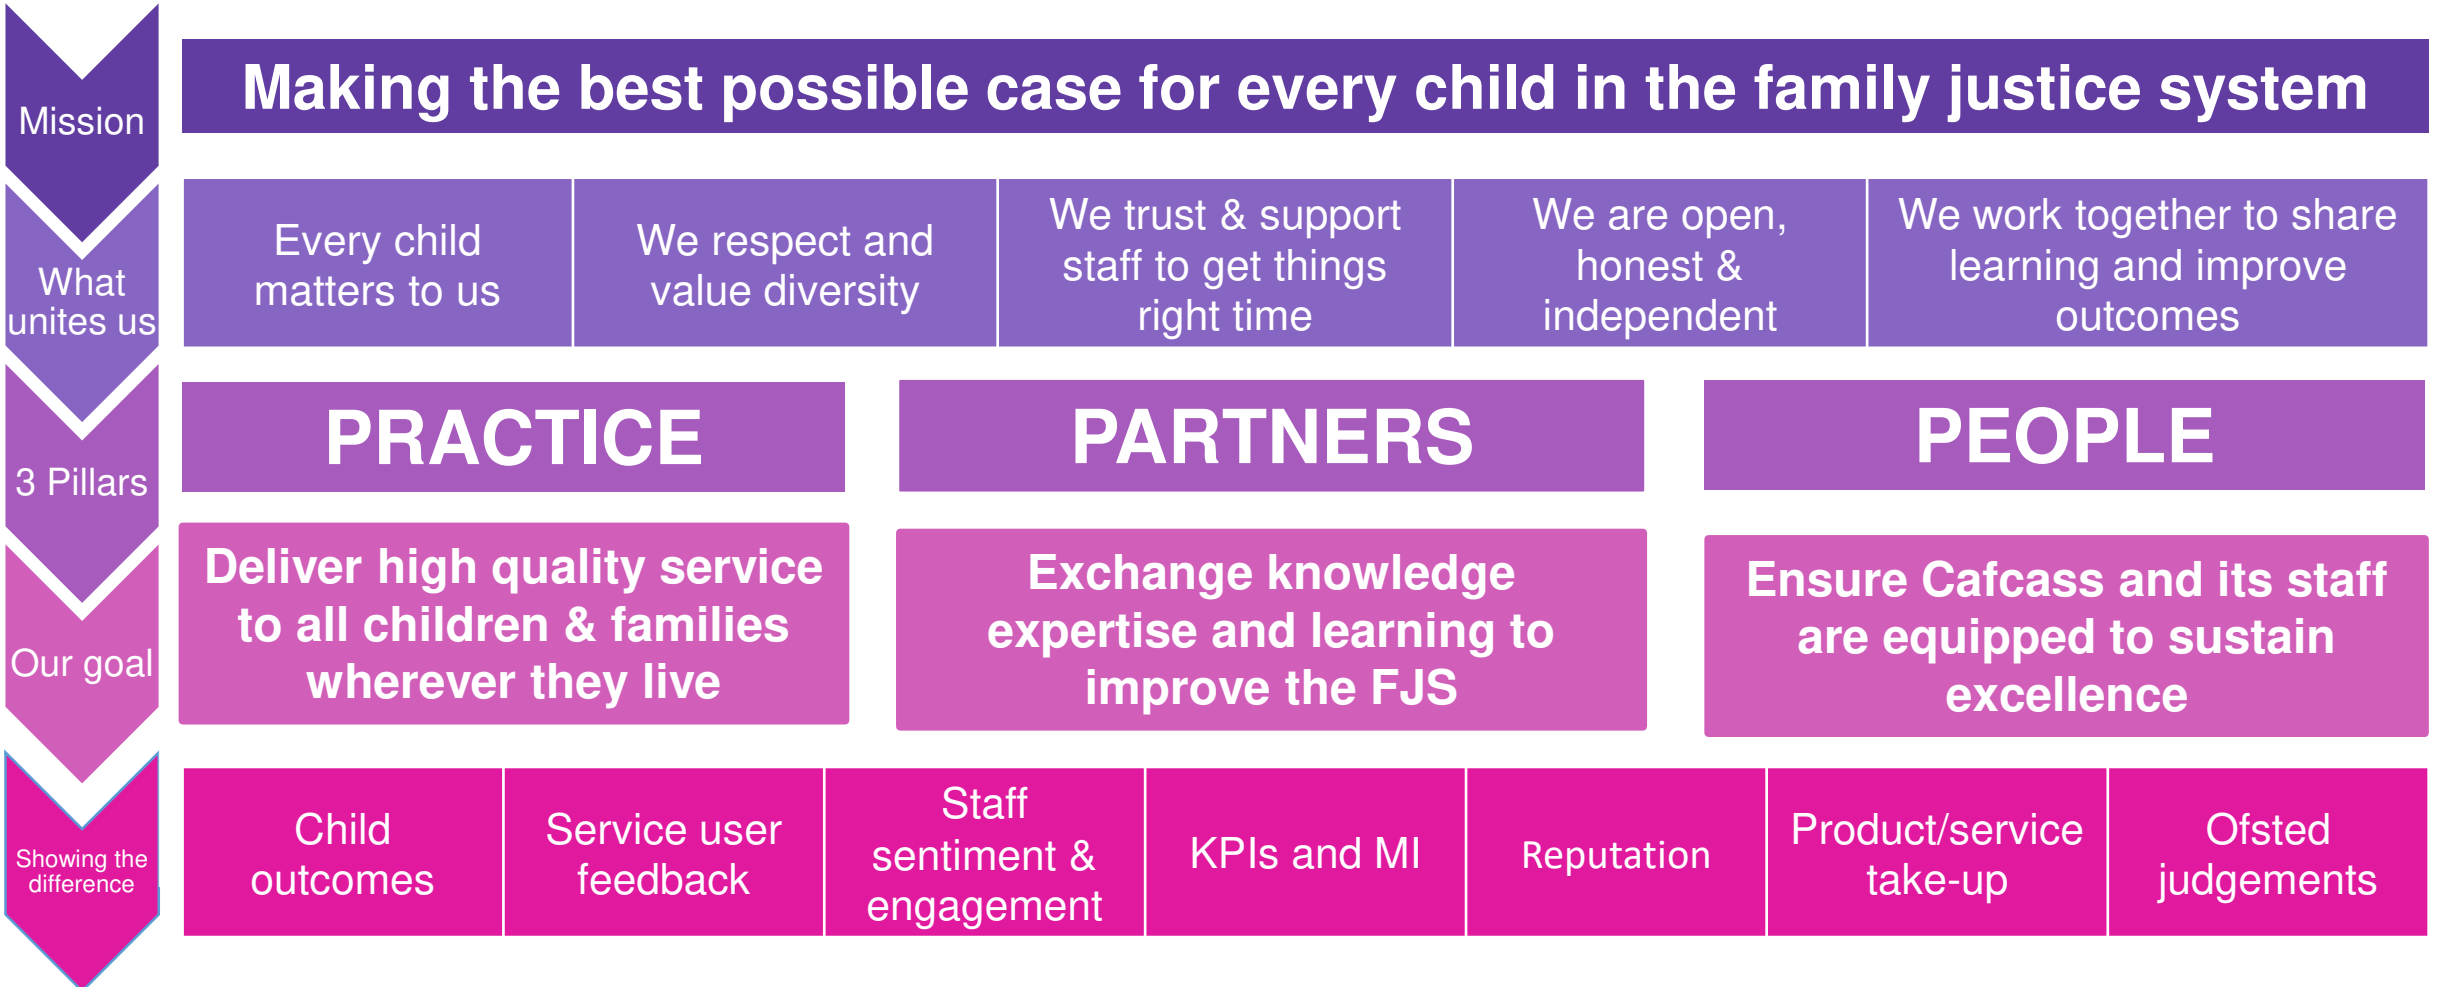 Mission
Making the best possible case for every child in the family justice system
What
unites us
Every child
matters to us
We respect and
value diversity
We trust & support
staff to get things
right time
We are open,
honest &
independent
We work together to share
learning and improve
outcomes
3 Pillars
PRACTICE
PARTNERS
PEOPLE
Our goal
Deliver high quality service
to all children & families
wherever they live
Exchange knowledge
expertise and learning to
improve the FJS
Ensure Cafcass and its staff
are equipped to sustain
excellence
Showing the
difference
Child
outcomes
Service user
feedback
Staff
sentiment &
engagement
KPIs and MI
Reputation
Product/service
take-up
Ofsted
judgements